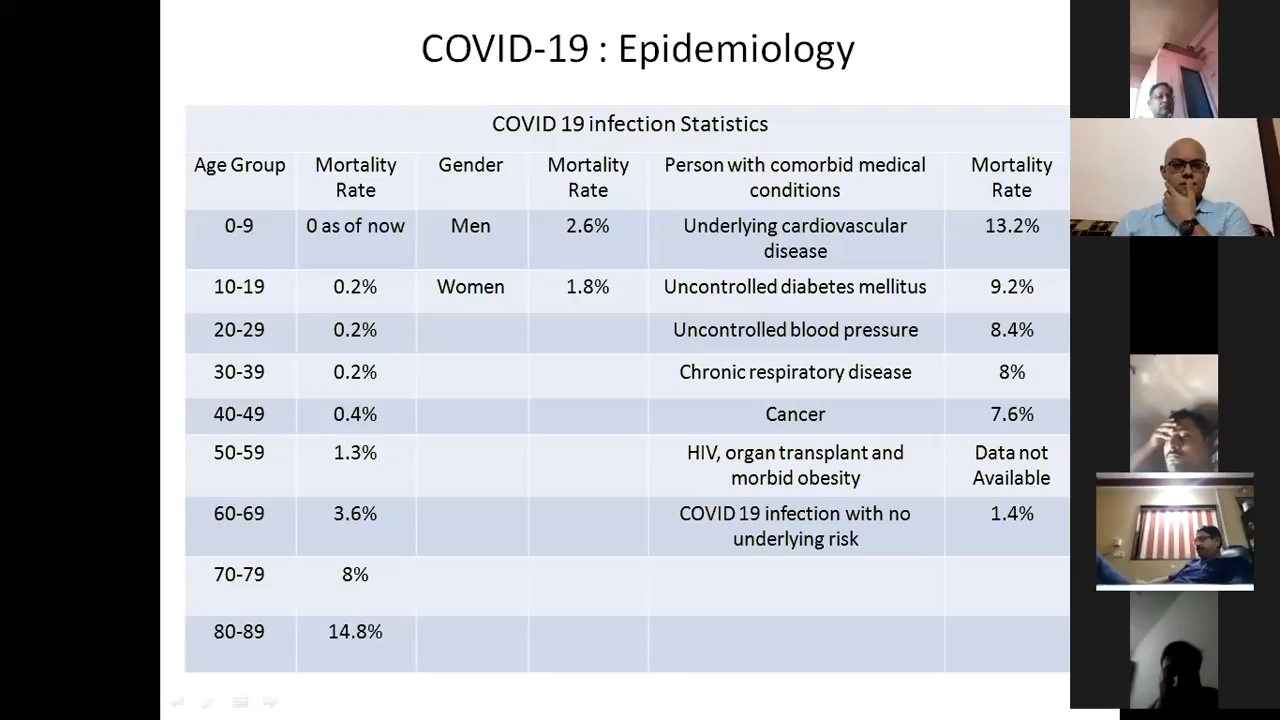 COVID-19 : Epidemiology
COVID 19 infection Statistics
Age Group Mortality Rate Gender Mortality Rate Person with comorbid medical conditions Mortality Rate
0-9 0 as of now Men 2.6% Underlying cardiovascular disease 13.2%
10-19 0.2% Women 1.8% Uncontrolled diabetes mellitus 9.2%
20-29 0.2% Uncontrolled blood pressure 8.4%
30-39 0.2% Chronic respiratory disease 8%
40-49 0.4% Cancer 7.6%
50-59 1.3% HIV, organ transplant and morbid obesity Data not Available
60-69 3.6% COVID 19 infection with no underlying risk 1.4%
70-79 8%
80-89 14.8%